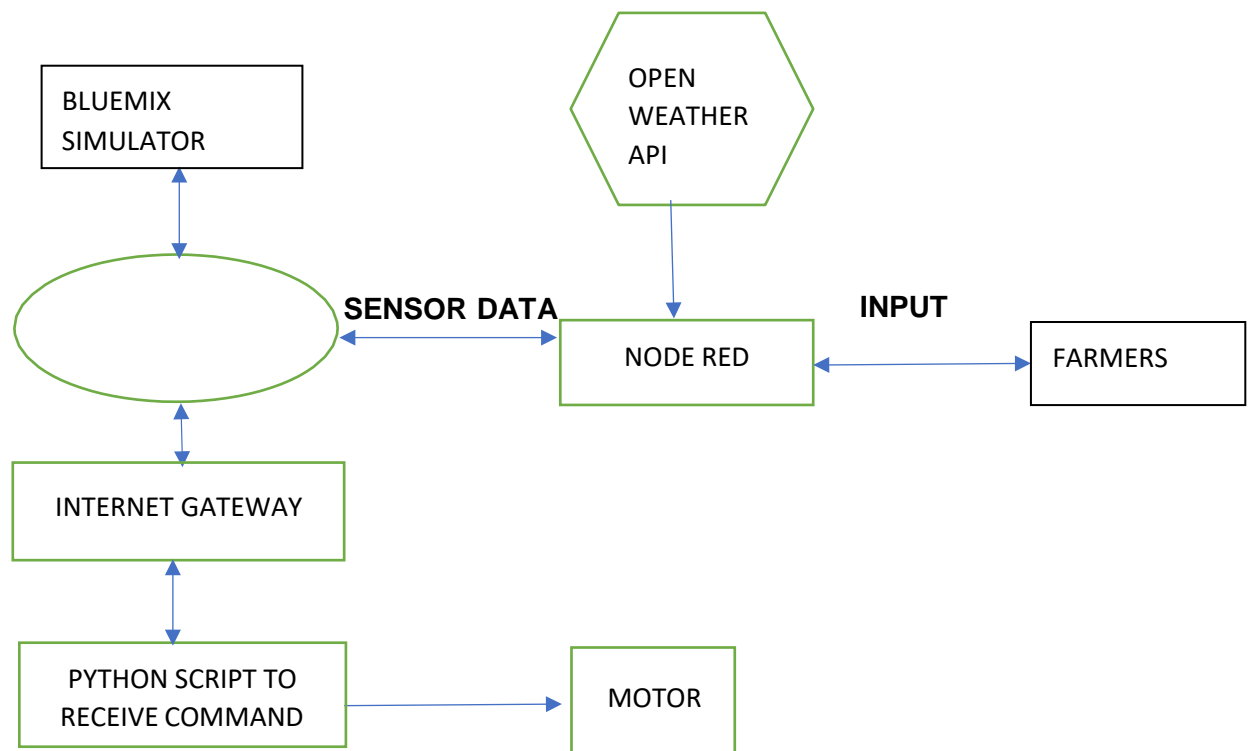 BLUEMIX
SIMULATOR
OPEN
WEATHER
API
SENSOR DATA
INPUT
NODE RED
FARMERS
INTERNET GATEWAY
PYTHON SCRIPT TO
RECEIVE COMMAND
MOTOR